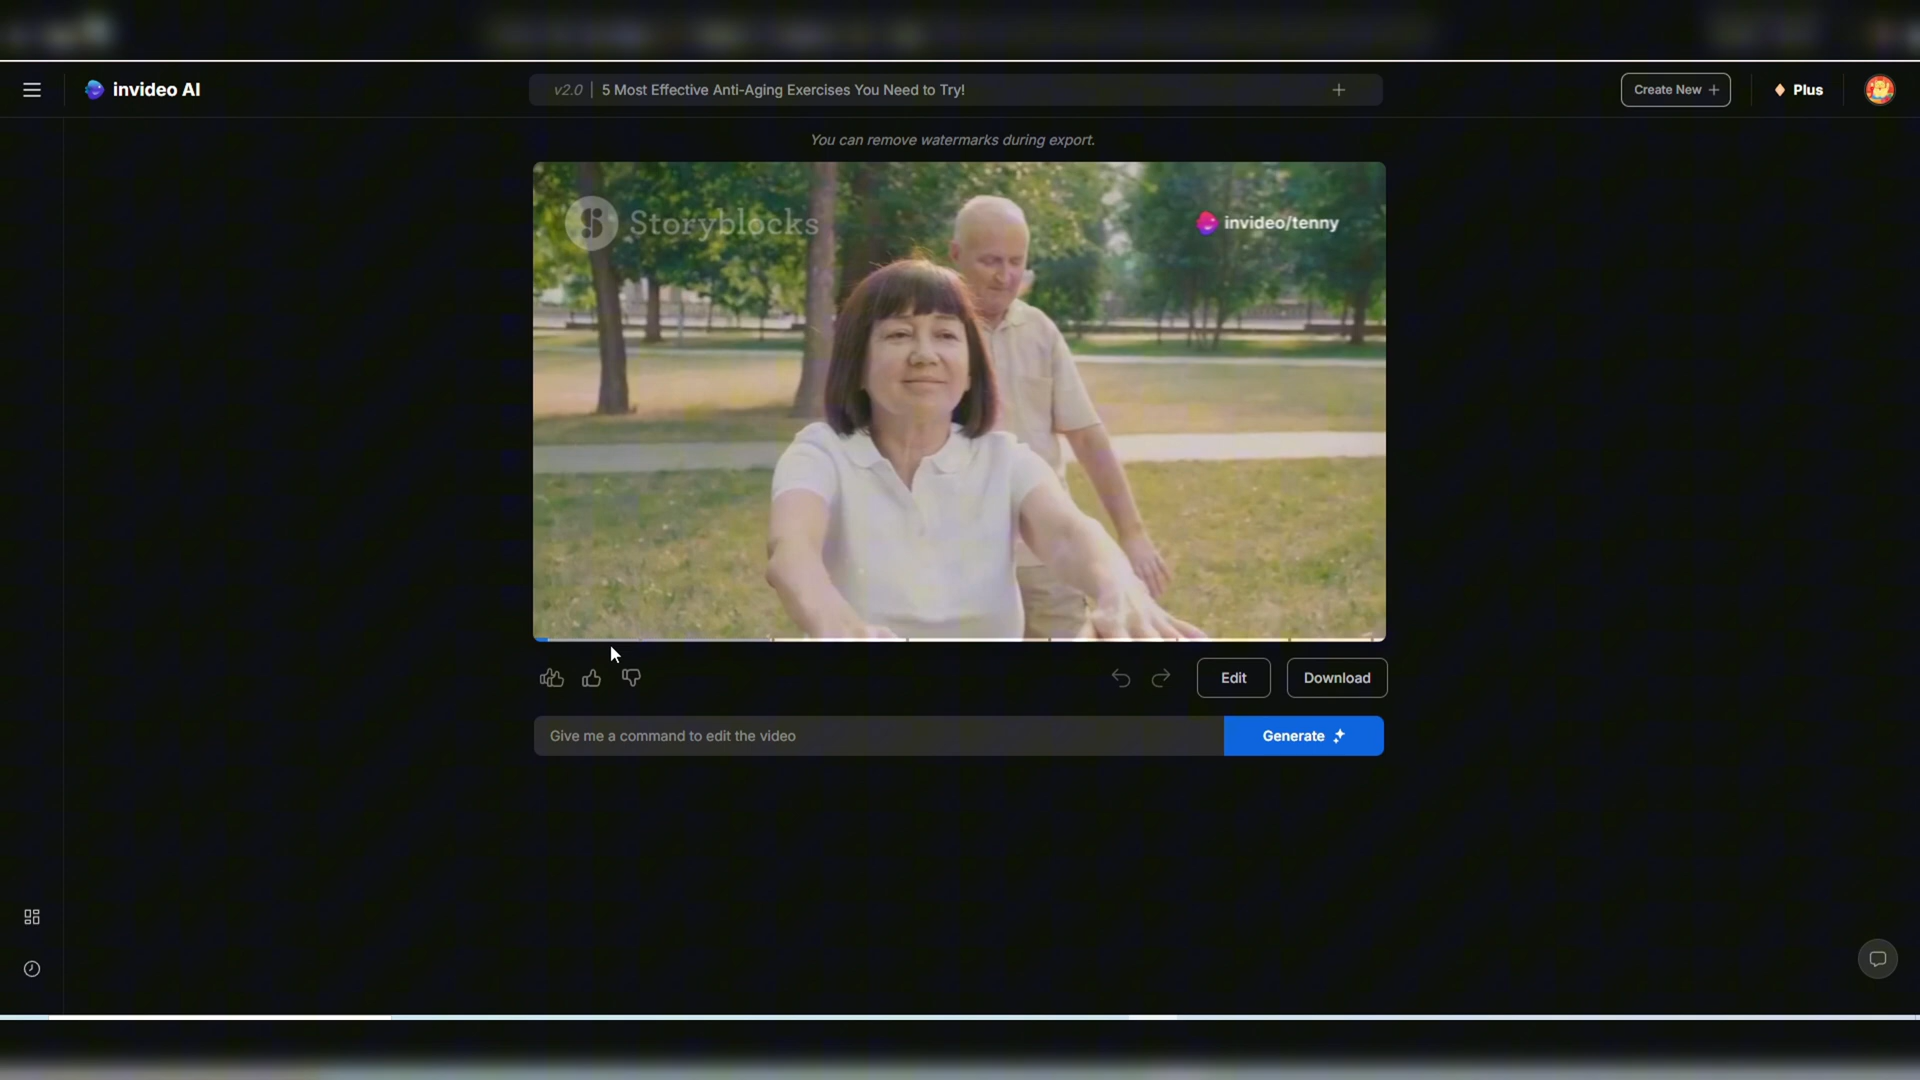 invideo AI
v2.0 | 5 Most Effective Anti-Aging Exercises You Need to Try!
Create New
Plus
You can remove watermarks during export.
Storyblocks
invideo/tenny
Edit
Download
Give me a command to edit the video
Generate